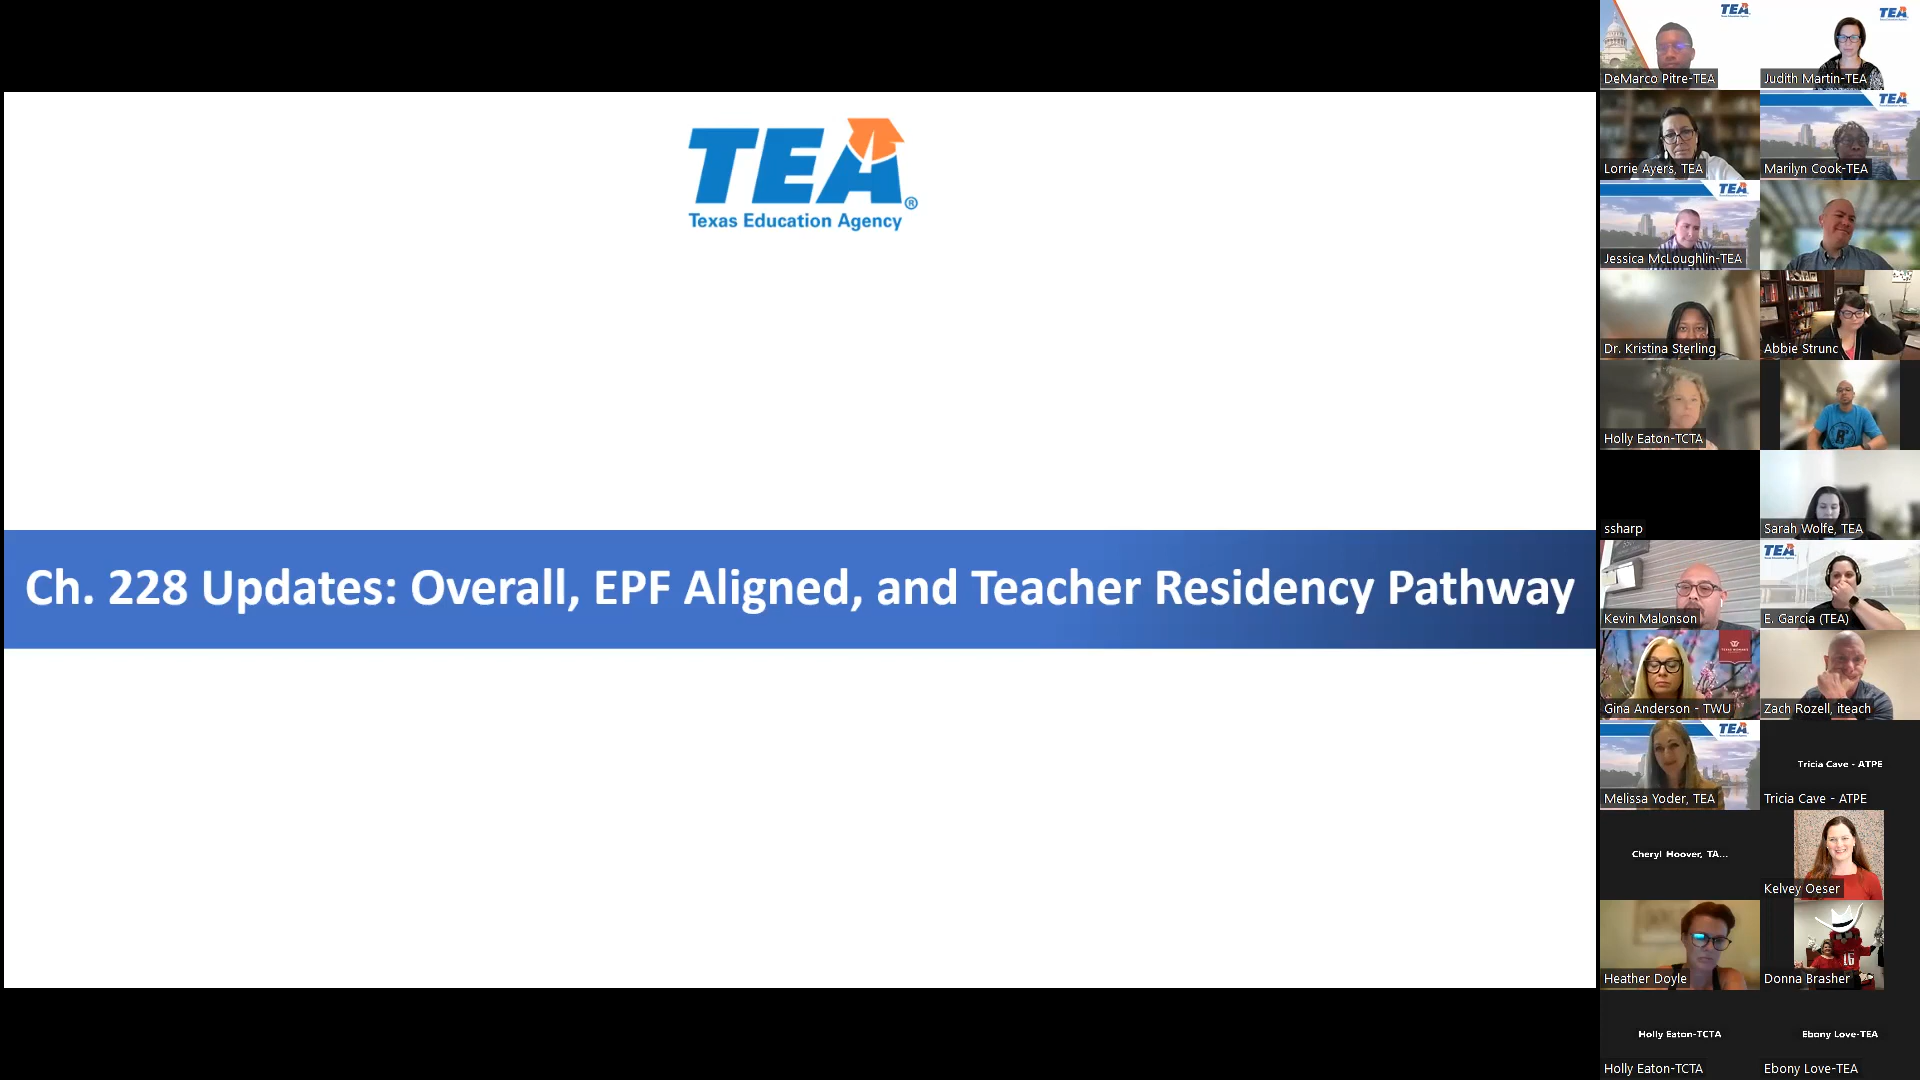 TEA
®
Texas Education Agency
Ch. 228 Updates: Overall, EPF Aligned, and Teacher Residency Pathway
TEA
DeMarco Pitre-TEA
TEA
Judith Martin-TEA
Lorrie Ayers, TEA
TEA
Marilyn Cook-TEA
TEA
Jessica McLoughlin-TEA
Dr. Kristina Sterling
Abbie Strunc
Holly Eaton-TCTA
ssharp
Sarah Wolfe, TEA
Kevin Malonson
TEA
E. Garcia (TEA)
Gina Anderson - TWU
Zach Rozell, iteach
TEA
Melissa Yoder, TEA
Tricia Cave - ATPE
Tricia Cave - ATPE
Cheryl Hoover, TA...
Kelvey Oeser
Heather Doyle
16
Donna Brasher
Holly Eaton-TCTA
Holly Eaton-TCTA
Ebony Love-TEA
Ebony Love-TEA